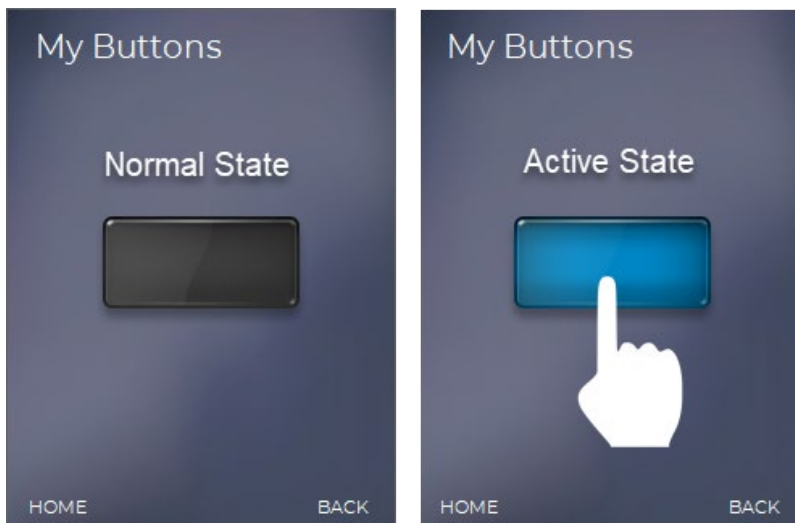 My Buttons
Normal State
HOME
BACK
My Buttons
Active State
HOME
BACK